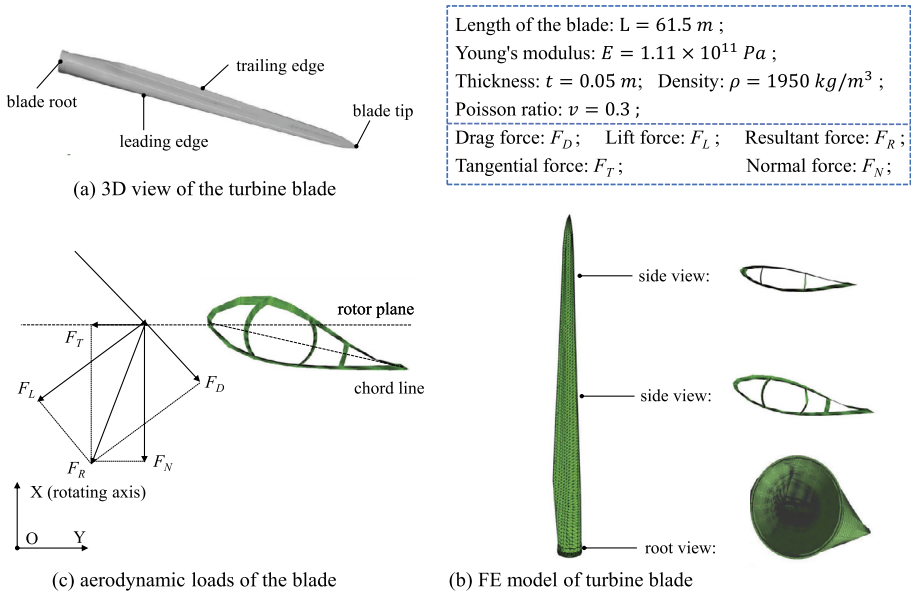 trailing edge
blade root
blade tip
leading edge
(a) 3D view of the turbine blade
Length of the blade: L = 61.5 m ;
Young's modulus: E = 1.11 × 10¹¹ Pa ;
Thickness: t = 0.05 m; Density: ρ = 1950 kg/m³ ;
Poisson ratio: v = 0.3 ;
Drag force: F_D ; Lift force: F_L ; Resultant force: F_R ;
Tangential force: F_T ; Normal force: F_N ;
rotor plane
F_T
F_L
F_D
chord line
F_R
F_N
X (rotating axis)
O
Y
(c) aerodynamic loads of the blade
side view:
side view:
root view:
(b) FE model of turbine blade